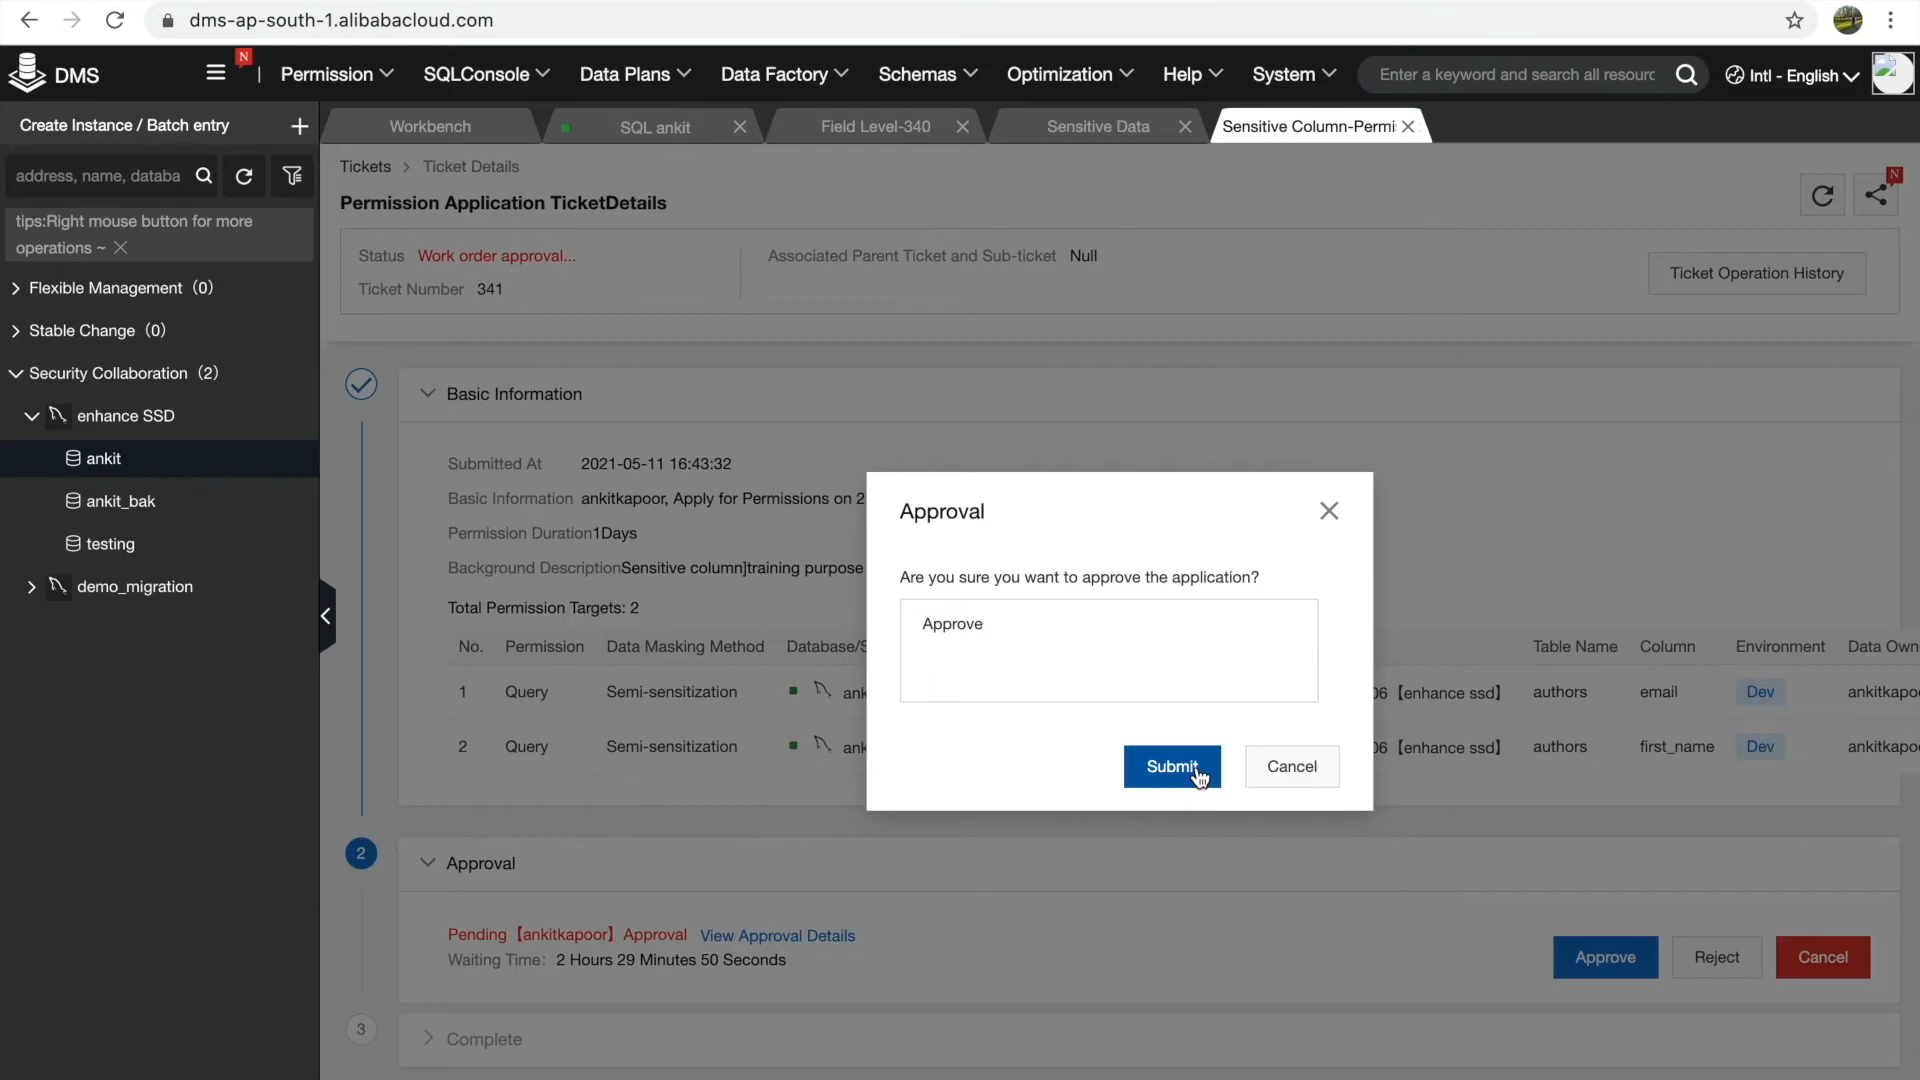 dms-ap-south-1.alibabacloud.com
DMS
N
Permission
SQLConsole
Data Plans
Data Factory
Schemas
Optimization
Help
System
Enter a keyword and search all resourc
Intl - English
Create Instance / Batch entry
Workbench
SQL ankit
Field Level-340
Sensitive Data
Sensitive Column-Permi
address, name, databa
tips:Right mouse button for more
operations ~
Flexible Management (0)
Stable Change (0)
Security Collaboration (2)
enhance SSD
ankit
ankit_bak
testing
demo_migration
Tickets > Ticket Details
Permission Application TicketDetails
N
Status Work order approval...
Associated Parent Ticket and Sub-ticket Null
Ticket Number 341
Ticket Operation History
Basic Information
Submitted At 2021-05-11 16:43:32
Basic Information ankitkapoor, Apply for Permissions on 2
Permission Duration1Days
Background DescriptionSensitive column]training purpose
Total Permission Targets: 2
No. Permission Data Masking Method Database/S Table Name Column Environment Data Own
1 Query Semi-sensitization ank 06【enhance ssd】 authors email Dev ankitkapo
2 Query Semi-sensitization ank 06【enhance ssd】 authors first_name Dev ankitkapo
Approval
Are you sure you want to approve the application?
Approve
Submit
Cancel
2
Approval
Pending【ankitkapoor】Approval View Approval Details
Waiting Time: 2 Hours 29 Minutes 50 Seconds
Approve
Reject
Cancel
3
Complete